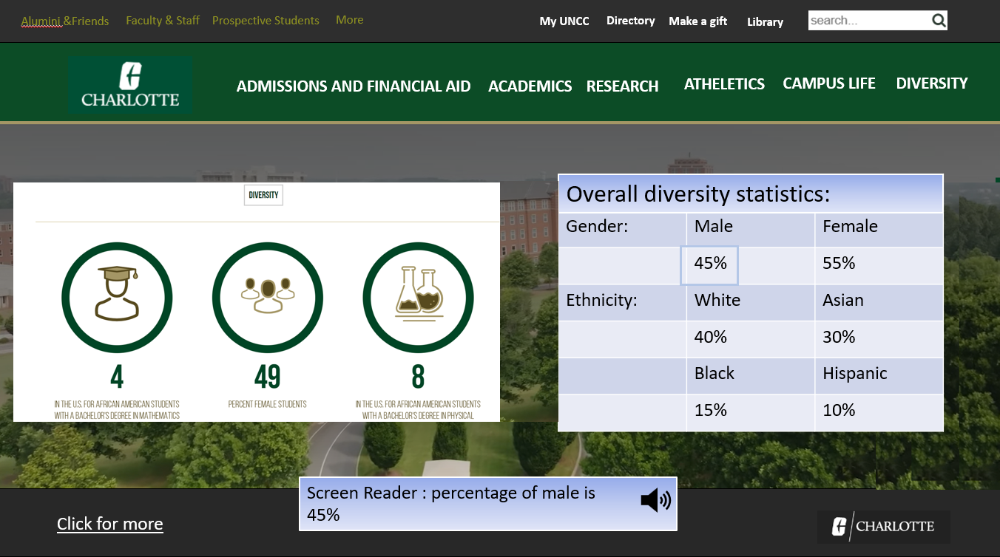 Alumini &Friends Faculty & Staff Prospective Students More My UNCC Directory Make a gift Library search...
CHARLOTTE ADMISSIONS AND FINANCIAL AID ACADEMICS RESEARCH ATHELETICS CAMPUS LIFE DIVERSITY
DIVERSITY
4
IN THE U.S. FOR AFRICAN AMERICAN STUDENTS
WITH A BACHELOR'S DEGREE IN MATHEMATICS
49
PERCENT FEMALE STUDENTS
8
IN THE U.S. FOR AFRICAN AMERICAN STUDENTS
WITH A BACHELOR'S DEGREE IN PHYSICAL
Overall diversity statistics:
Gender: Male Female
45% 55%
Ethnicity: White Asian
40% 30%
Black Hispanic
15% 10%
Screen Reader : percentage of male is
45%
Click for more
CHARLOTTE